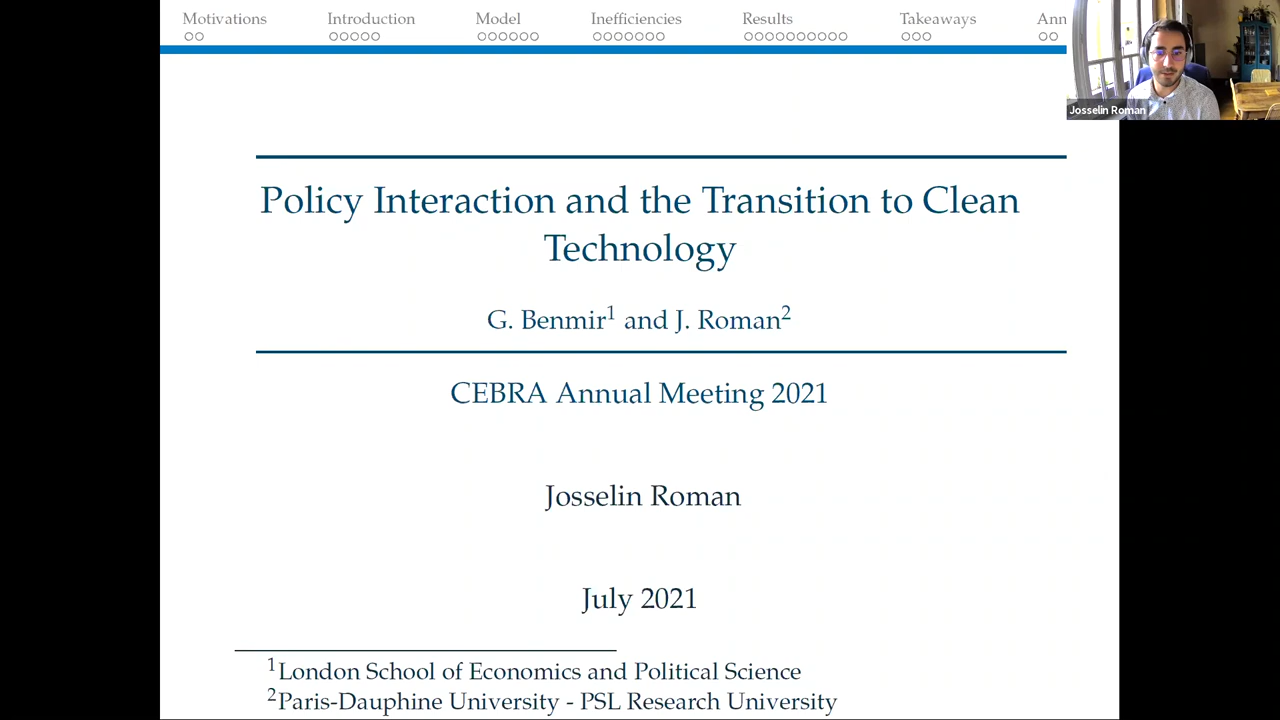 Motivations Introduction Model Inefficiencies Results Takeaways Ann
Josselin Roman
Policy Interaction and the Transition to Clean
Technology
G. Benmir¹ and J. Roman²
CEBRA Annual Meeting 2021
Josselin Roman
July 2021
¹London School of Economics and Political Science
²Paris-Dauphine University - PSL Research University